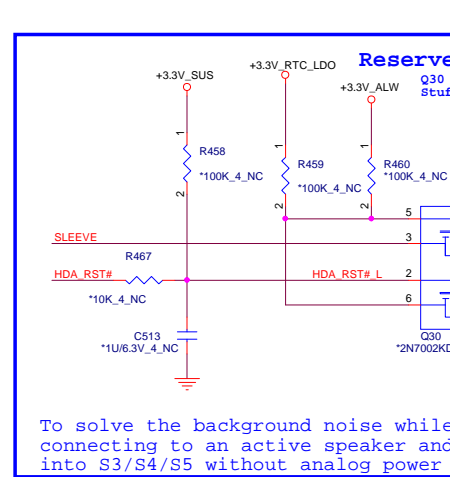 Reserve
Q30
Stuf
+3.3V_SUS
+3.3V_RTC_LDO
+3.3V_ALW
1
1
1
R458
*100K_4_NC
R459
*100K_4_NC
R460
*100K_4_NC
2
2
2
5
SLEEVE
3
R467
HDA_RST#
HDA_RST#_L
2
*10K_4_NC
6
C513
*1U/6.3V_4_NC
Q30
*2N7002KD
To solve the background noise while
connecting to an active speaker and
into S3/S4/S5 without analog power